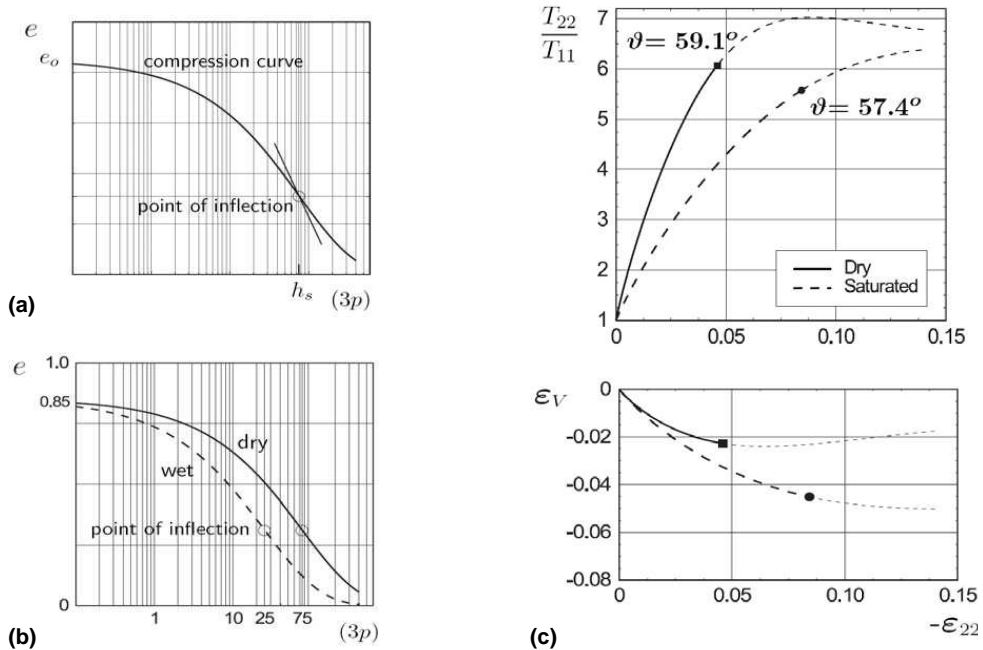 e
e_o
compression curve
point of inflection
h_s
(3p)
(a)
e
1.0
0.85
dry
wet
point of inflection
0
1
10
25
75
(3p)
(b)
T_22
T_11
7
6
5
4
3
2
1
ϑ = 59.1°
ϑ = 57.4°
Dry
Saturated
0
0.05
0.10
0.15
ε_V
0
-0.02
-0.04
-0.06
-0.08
0
0.05
0.10
0.15
-ε_22
(c)